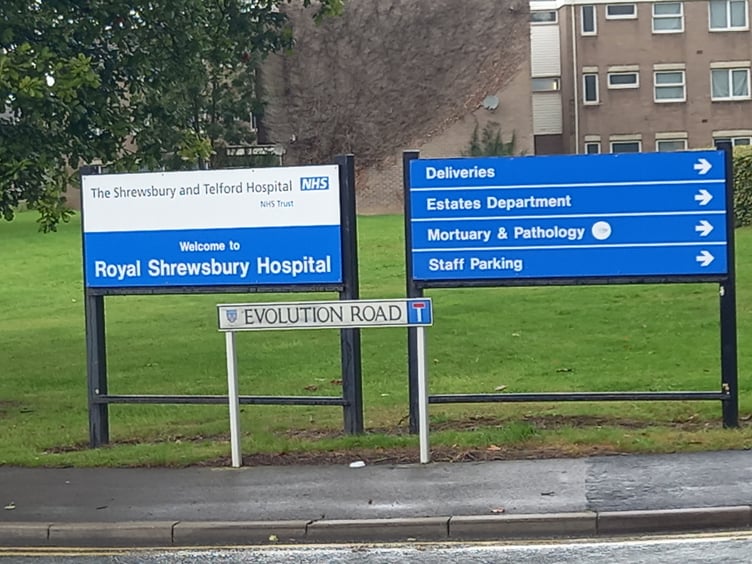 The Shrewsbury and Telford Hospital NHS
NHS Trust
Welcome to
Royal Shrewsbury Hospital
Deliveries
Estates Department
Mortuary & Pathology
Staff Parking
EVOLUTION ROAD